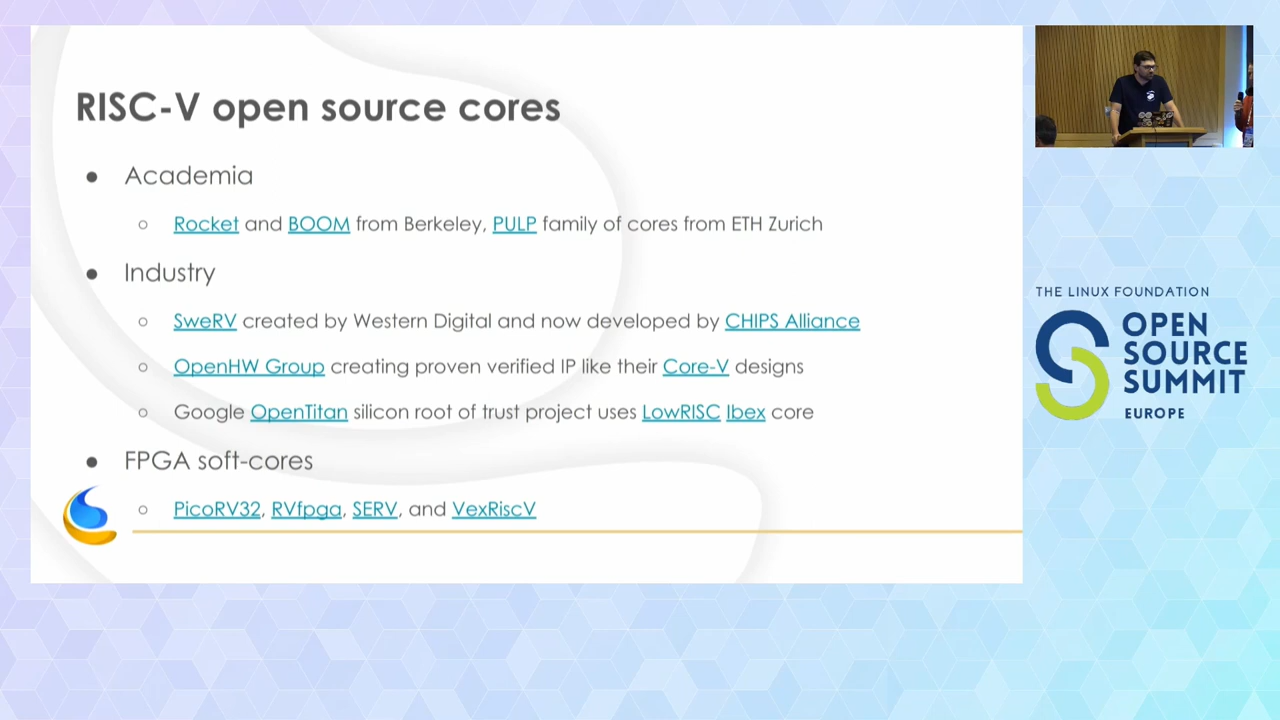 RISC-V open source cores
● Academia
○ Rocket and BOOM from Berkeley, PULP family of cores from ETH Zurich
● Industry
○ SweRV created by Western Digital and now developed by CHIPS Alliance
○ OpenHW Group creating proven verified IP like their Core-V designs
○ Google OpenTitan silicon root of trust project uses LowRISC Ibex core
● FPGA soft-cores
○ PicoRV32, RVfpga, SERV, and VexRiscV
THE LINUX FOUNDATION
OPEN
SOURCE
SUMMIT
EUROPE